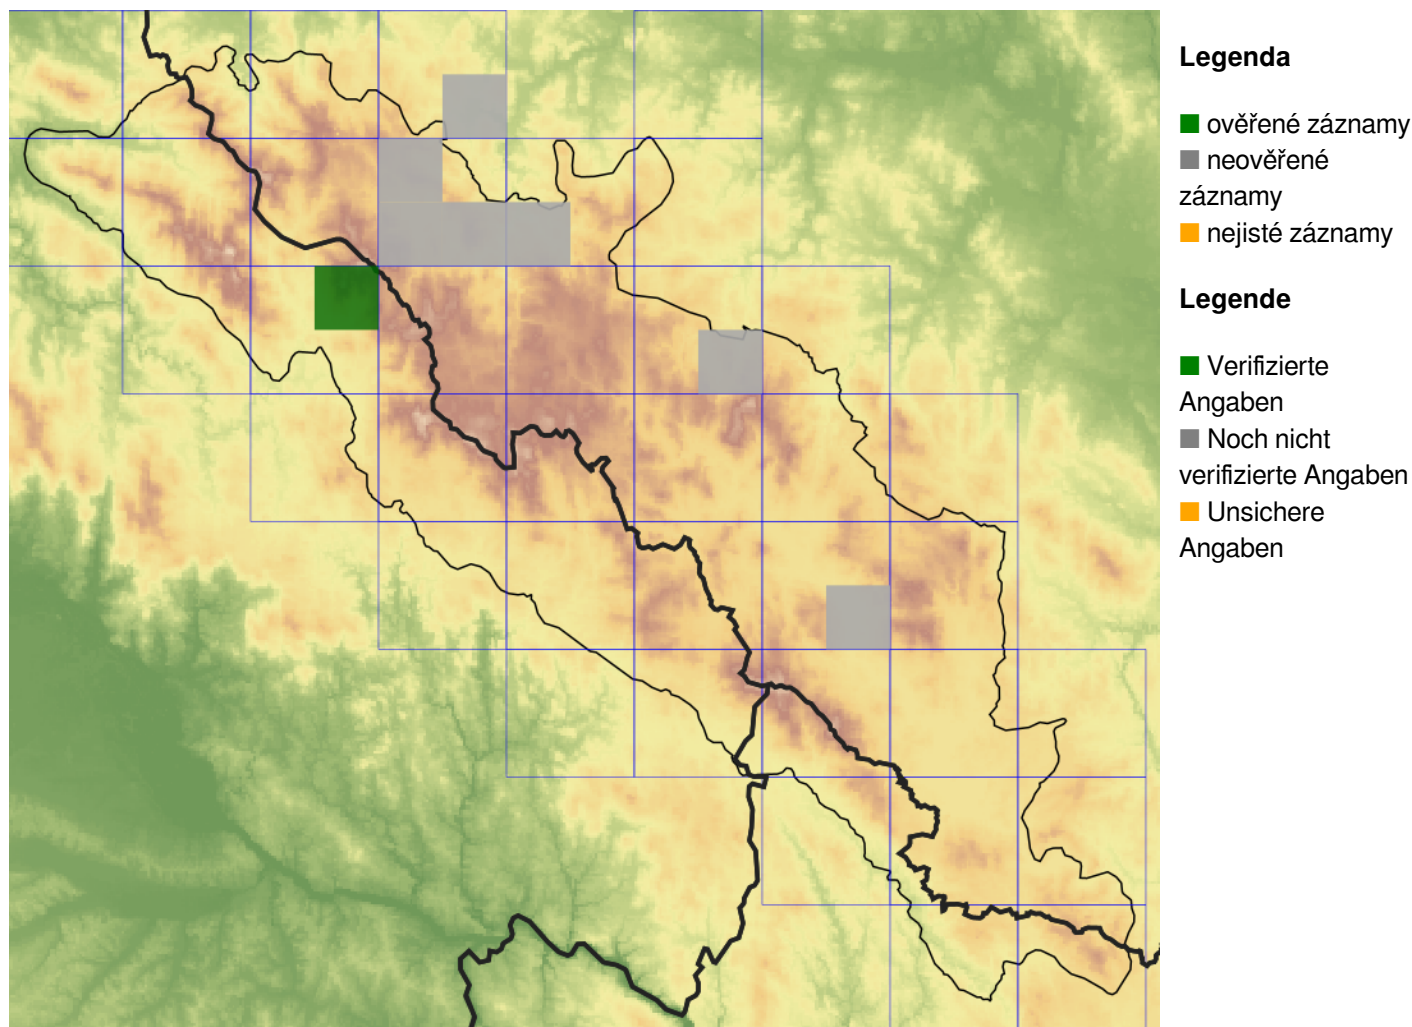 Legenda
ověřené záznamy
neověřené
záznamy
nejisté záznamy
Legende
Verifizierte
Angaben
Noch nicht
verifizierte Angaben
Unsichere
Angaben